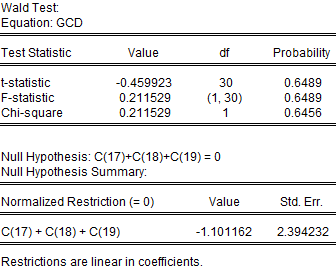 Wald Test:
Equation: GCD
Test Statistic Value df Probability
t-statistic -0.459923 30 0.6489
F-statistic 0.211529 (1, 30) 0.6489
Chi-square 0.211529 1 0.6456
Null Hypothesis: C(17)+C(18)+C(19) = 0
Null Hypothesis Summary:
Normalized Restriction (= 0) Value Std. Err.
C(17) + C(18) + C(19) -1.101162 2.394232
Restrictions are linear in coefficients.